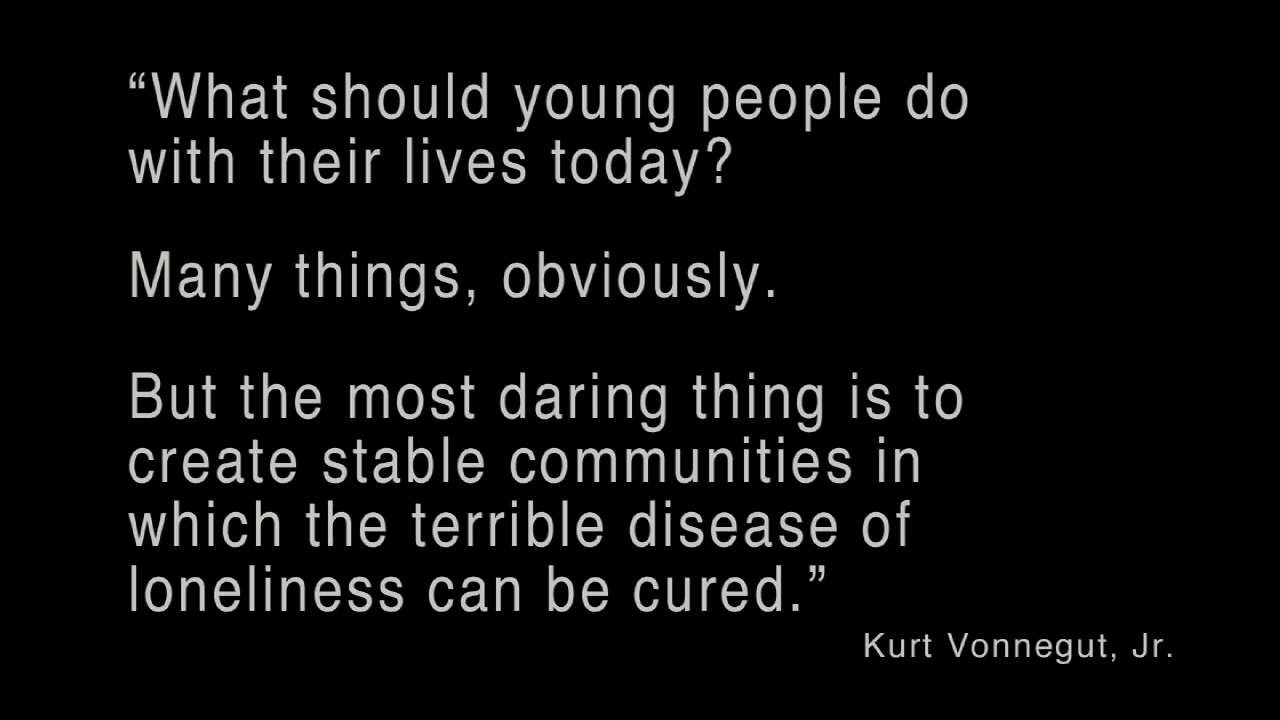 “What should young people do
with their lives today?
Many things, obviously.
But the most daring thing is to
create stable communities in
which the terrible disease of
loneliness can be cured.”
Kurt Vonnegut, Jr.